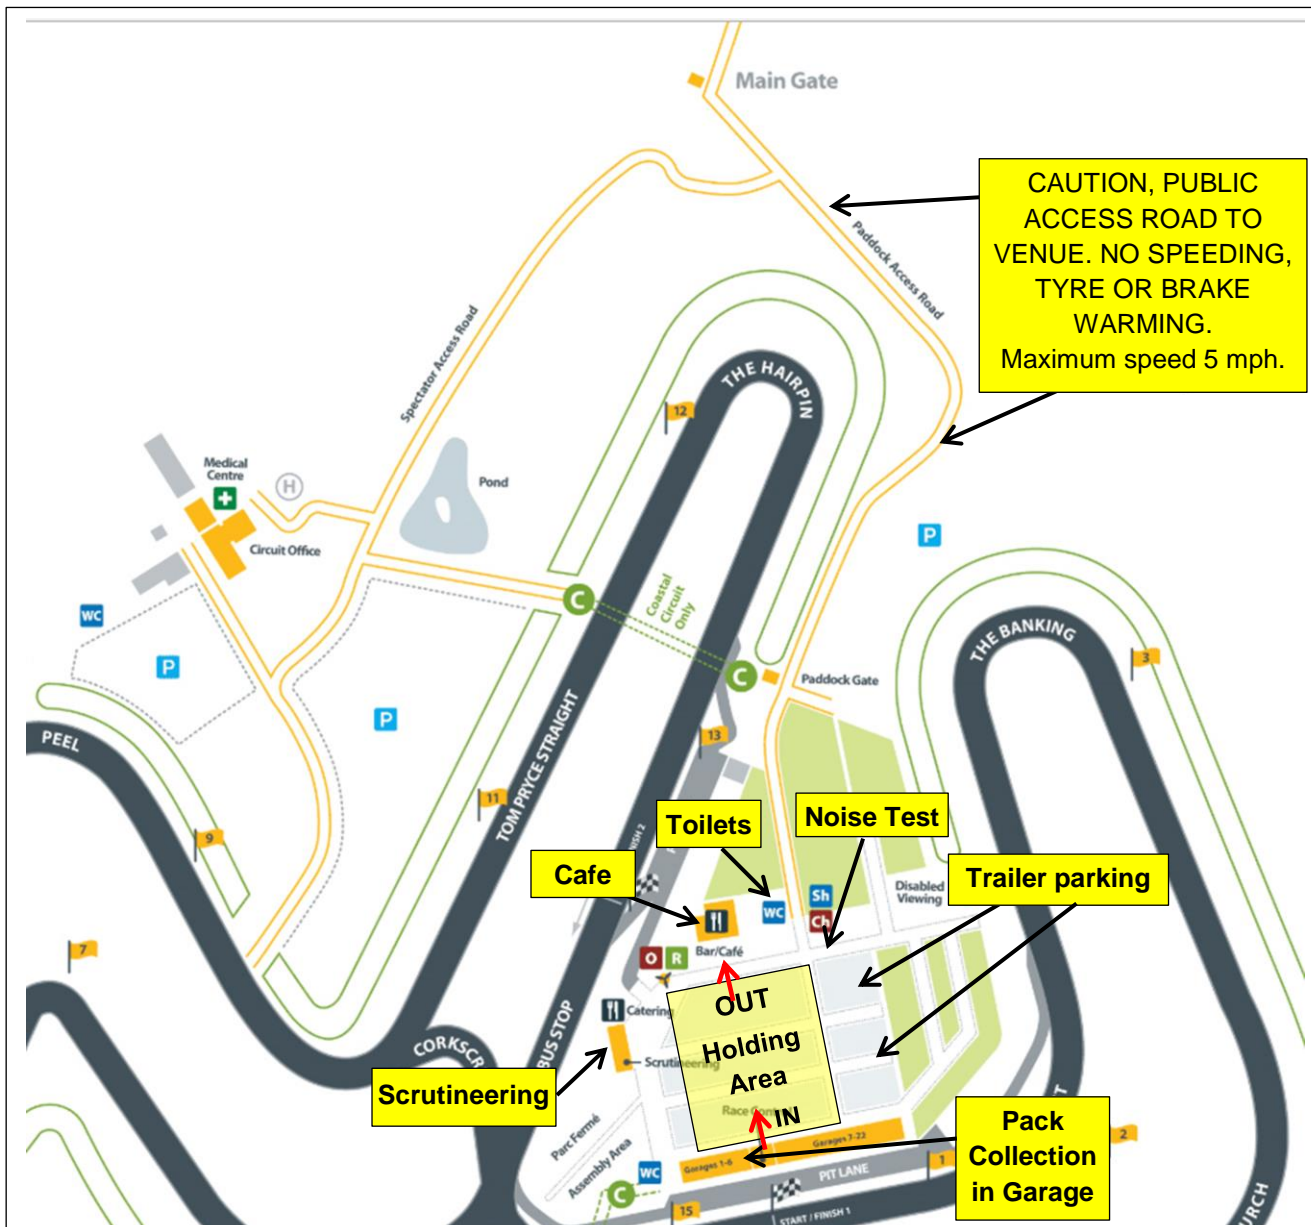 Main Gate
CAUTION, PUBLIC
ACCESS ROAD TO
VENUE. NO SPEEDING,
TYRE OR BRAKE
WARMING.
Maximum speed 5 mph.
Paddock Access Road
Spectator Access Road
THE HAIRPIN
12
Medical
Centre
H
Pond
Circuit Office
P
WC
C
Coastal
Circuit
Only
THE BANKING
3
P
P
C
Paddock Gate
PEEL
TOM PRYCE STRAIGHT
13
11
9
Toilets
Noise Test
Cafe
Trailer parking
Disabled
Viewing
Sh
WC
Ch
7
Bar/Café
O
R
OUT
Catering
BUS STOP
Holding
Area
CORKSCR
Scrutineering
Scrutineering
IN
Pack
Collection
in Garage
Parc Fermé
Assembly Area
Garages 7-22
Garages 1-6
2
1
WC
C
PIT LANE
15
START / FINISH 1
URCH